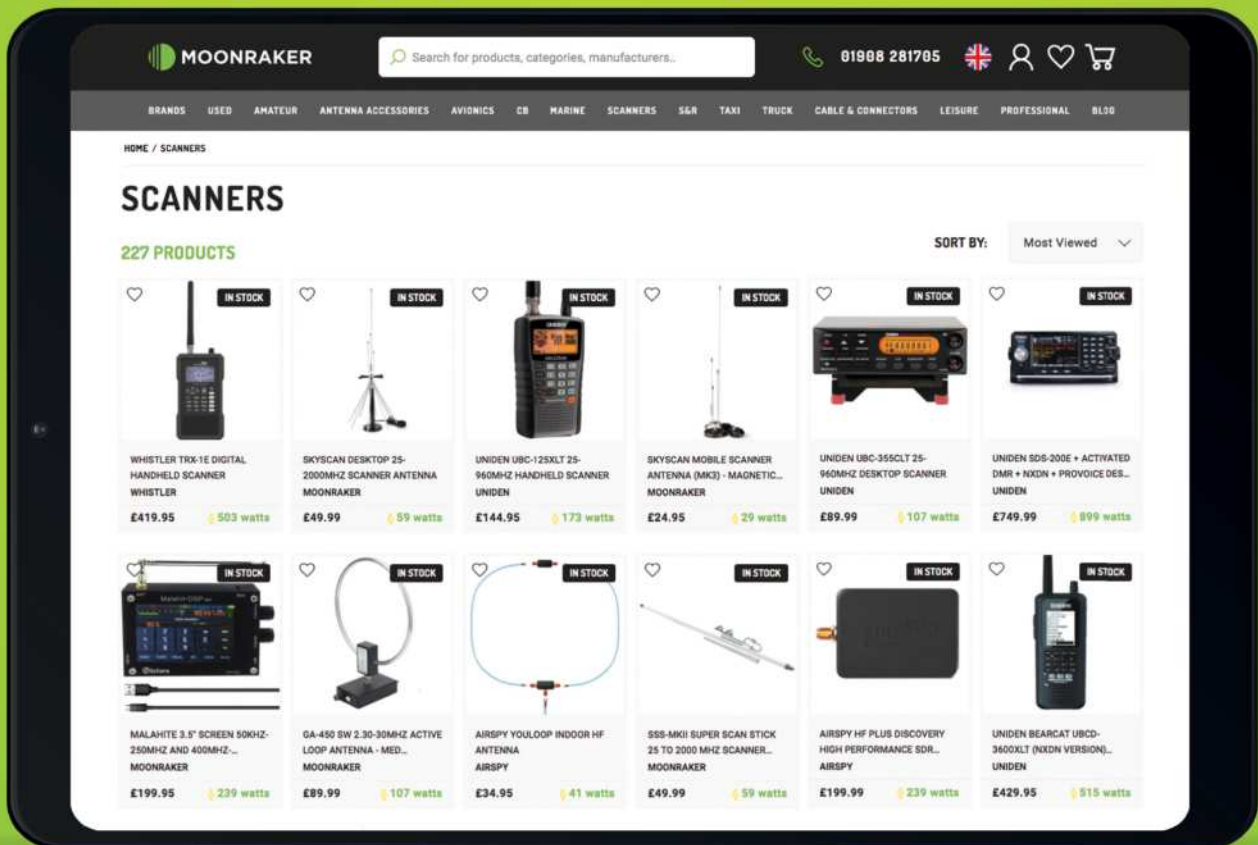 MOONRAKER
Search for products, categories, manufacturers..
01908 281705
BRANDS USED AMATEUR ANTENNA ACCESSORIES AVIONICS CB MARINE SCANNERS S&R TAXI TRUCK CABLE & CONNECTORS LEISURE PROFESSIONAL BLOG
HOME / SCANNERS
SCANNERS
227 PRODUCTS
SORT BY: Most Viewed
IN STOCK
WHISTLER TRX-1E DIGITAL
HANDHELD SCANNER
WHISTLER
£419.95 503 watts
IN STOCK
SKYSCAN DESKTOP 25-
2000MHZ SCANNER ANTENNA
MOONRAKER
£49.99 59 watts
IN STOCK
UNIDEN UBC-125XLT 25-
960MHZ HANDHELD SCANNER
UNIDEN
£144.95 173 watts
IN STOCK
SKYSCAN MOBILE SCANNER
ANTENNA (MK3) - MAGNETIC...
MOONRAKER
£24.95 29 watts
IN STOCK
UNIDEN UBC-355CLT 25-
960MHZ DESKTOP SCANNER
UNIDEN
£89.99 107 watts
IN STOCK
UNIDEN SDS-200E + ACTIVATED
DMR + NXDN + PROVOICE DES...
UNIDEN
£749.99 899 watts
IN STOCK
Malahit-DSP
MALAHITE 3.5" SCREEN 50KHZ-
250MHZ AND 400MHZ-...
MOONRAKER
£199.95 239 watts
IN STOCK
GA-450 SW 2.30-30MHZ ACTIVE
LOOP ANTENNA - MED...
MOONRAKER
£89.99 107 watts
IN STOCK
AIRSPY YOULOOP INDOOR HF
ANTENNA
AIRSPY
£34.95 41 watts
IN STOCK
SSS-MKII SUPER SCAN STICK
25 TO 2000 MHZ SCANNER...
MOONRAKER
£49.99 59 watts
IN STOCK
AIRSPY HF PLUS DISCOVERY
HIGH PERFORMANCE SDR...
AIRSPY
£199.99 239 watts
IN STOCK
UNIDEN BEARCAT UBCD-
3600XLT (NXDN VERSION)...
UNIDEN
£429.95 515 watts